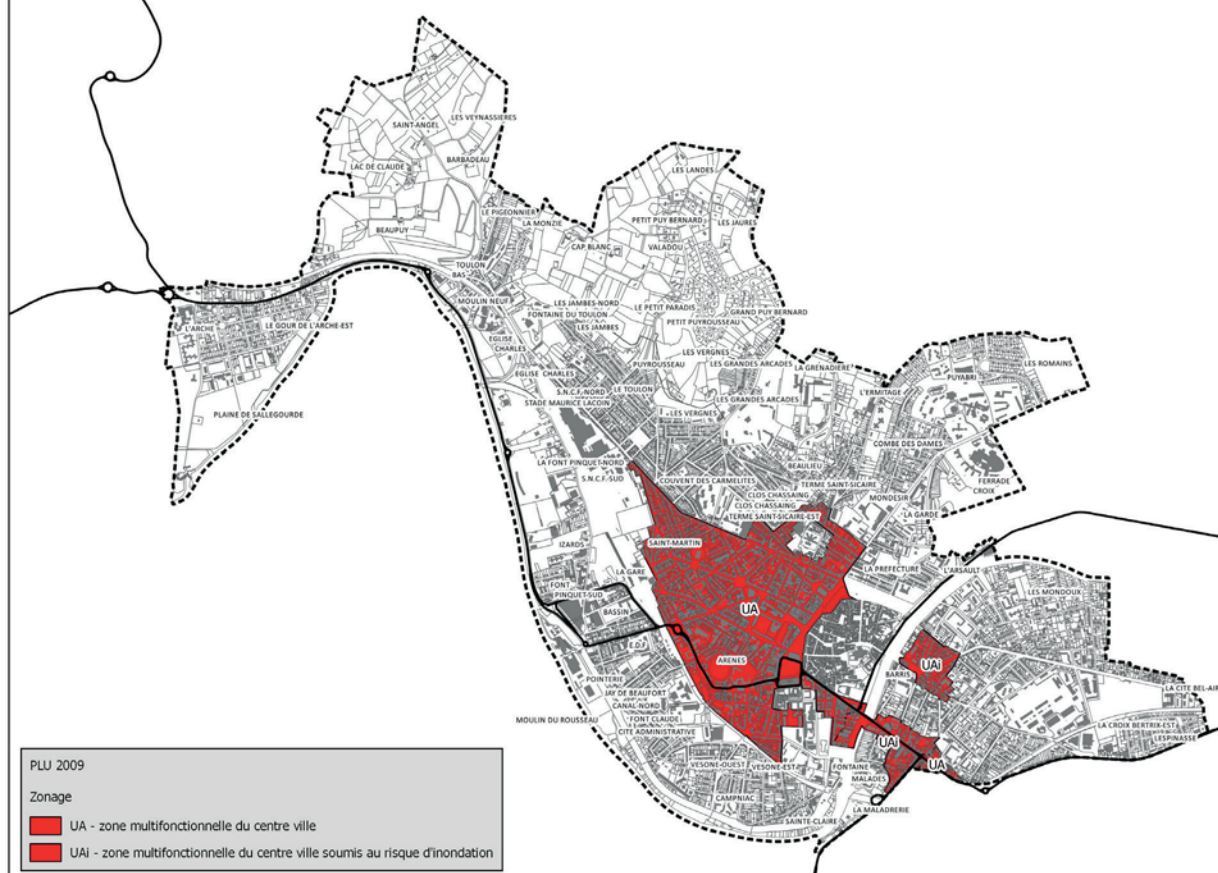 LES VEYNASSIERES
SAINT-ANGEL
BARBADEAU
LAC DE CLAUDE
LES LANDES
LE PIGEONNIER
LA MONZIE
PETIT PUY BERNARD
LES JAURES
BEAUPUY
CAP BLANC
VALADOU
TOULON
BAS
MOULIN NEUF
LES JAMBES-NORD
LE PETIT PARADIS
FONTAINE DU TOULON
GRAND PUY BERNARD
L'ARCHE
LE GOUR DE L'ARCHE-EST
LES JAMBES
PETIT PUYROUSSEAU
EGLISE
CHARLES
LES VERGNES
PUYROUSSEAU
LES GRANDES ARCADES
LA GRENADIERE
LES ROMAINS
EGLISE CHARLES
PUYABRI
S.N.C.F-NORD
LE TOULON
L'ERMITAGE
STADE MAURICE LACOIN
LES GRANDES ARCADES
PLAINE DE SALLEGOURDE
LES VERGNES
COMBE DES DAMES
LA FONT PINQUET-NORD
BEAULIEU
S.N.C.F.-SUD
COUVENT DES CARMELITES
TERME SAINT-SICAIRE
FERRADE
CROIX
CLOS CHASSAING
MONDESIR
CLOS CHASSAING
TERME SAINT-SICAIRE-EST
LA GARDE
IZARDS
SAINT-MARTIN
LA GARE
LA PREFECTURE
L'ARSAULT
FONT
PINQUET-SUD
LES MONDOUX
BASSIN
UA
E.D.F
ARENES
BARRIS
UAi
POINTERIE
JAY DE BEAUFORT
LA CITE BEL-AIR
CANAL-NORD
MOULIN DU ROUSSEAU
FONT CLAUDE
LA CROIX BERTRIX-EST
CITE ADMINISTRATIVE
LESPINASSE
UAi
UA
VESONE-OUEST
VESONE-EST
FONTAINE
MALADES
CAMPNIAC
LA MALADRERIE
SAINTE-CLAIRE
PLU 2009
Zonage
UA - zone multifonctionnelle du centre ville
UAi - zone multifonctionnelle du centre ville soumis au risque d'inondation